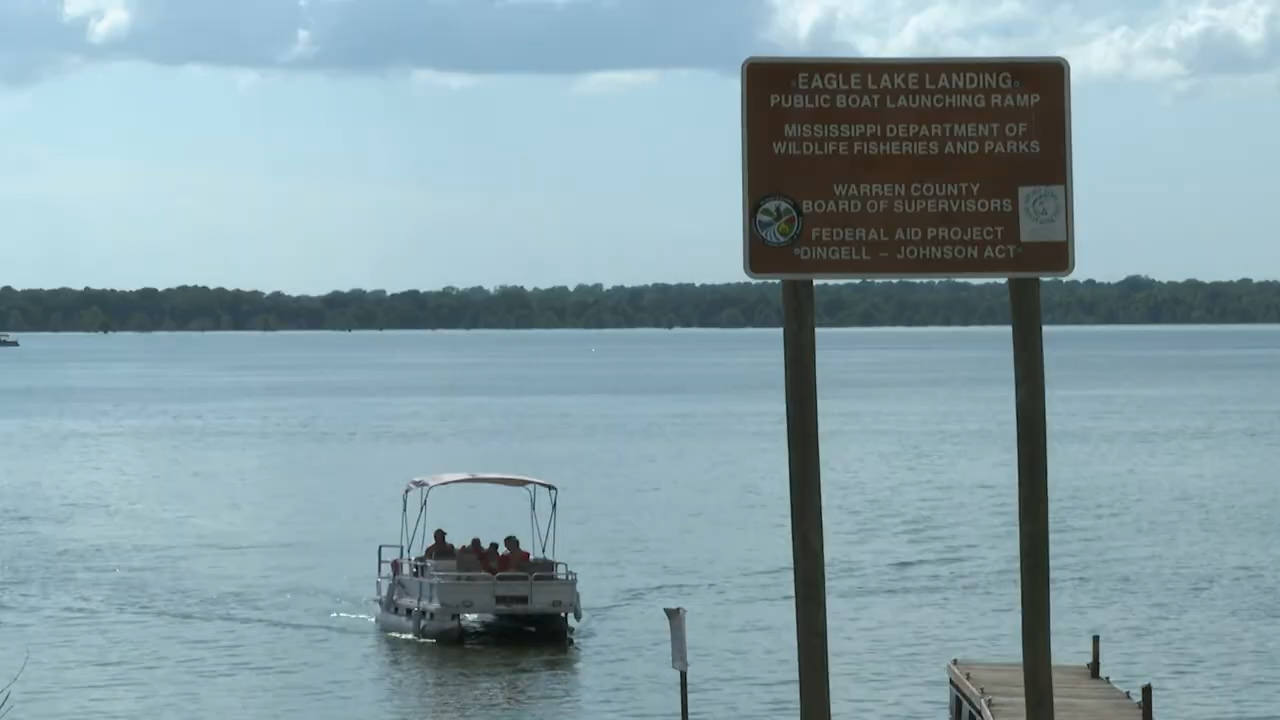 EAGLE LAKE LANDING
PUBLIC BOAT LAUNCHING RAMP
MISSISSIPPI DEPARTMENT OF
WILDLIFE FISHERIES AND PARKS
WARREN COUNTY
BOARD OF SUPERVISORS
FEDERAL AID PROJECT
DINGELL – JOHNSON ACT